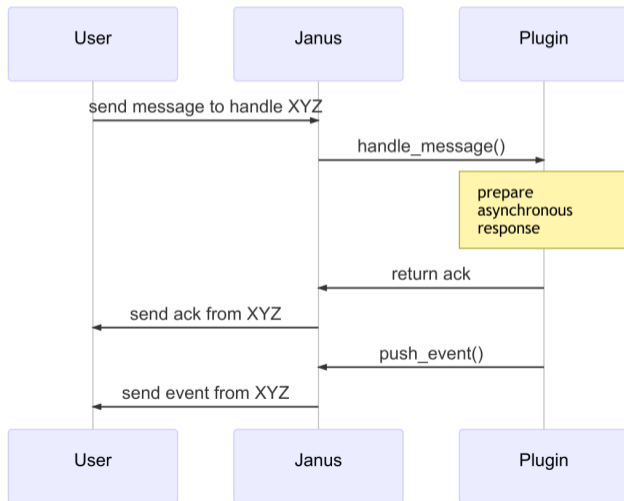 User Janus Plugin
send message to handle XYZ
handle_message()
prepare
asynchronous
response
return ack
send ack from XYZ
push_event()
send event from XYZ
User Janus Plugin